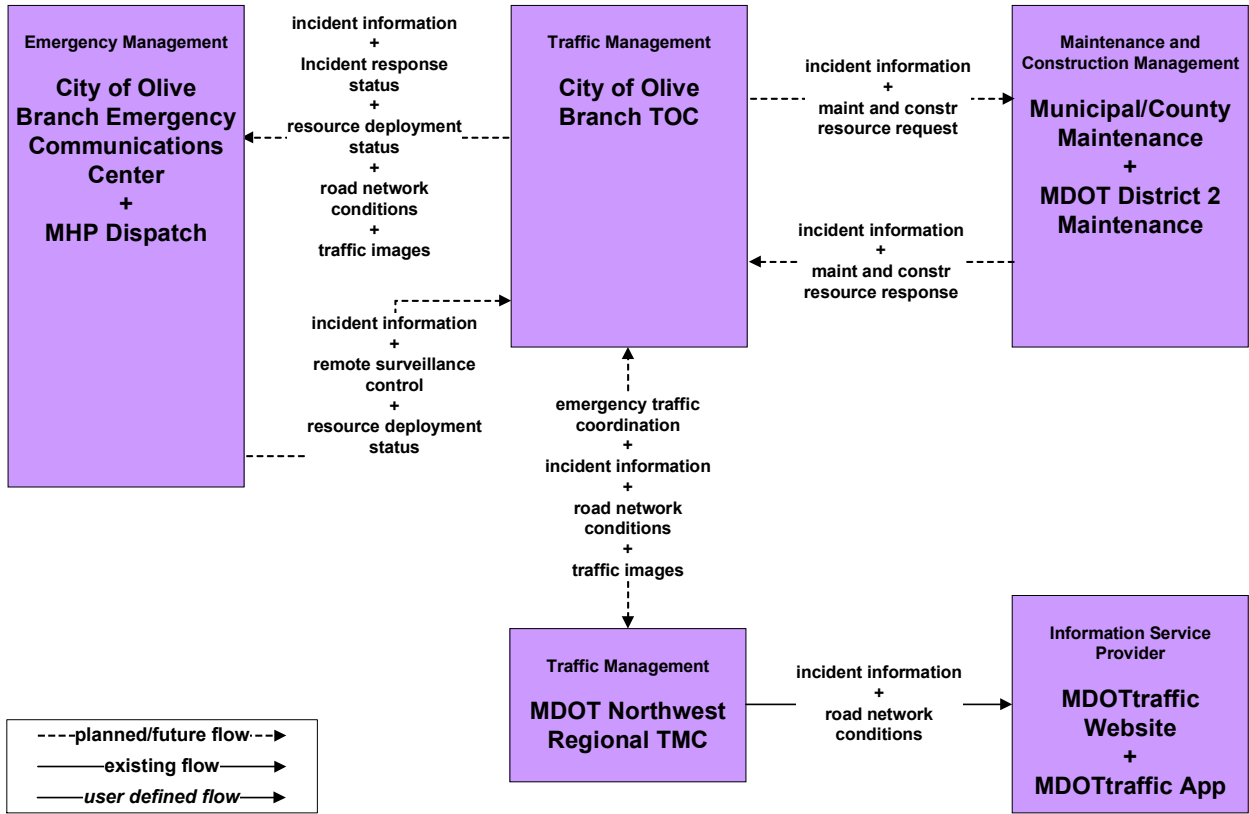 Emergency Management
City of Olive
Branch Emergency
Communications
Center
+
MHP Dispatch
incident information
+
Incident response
status
+
resource deployment
status
+
road network
conditions
+
traffic images
incident information
+
remote surveillance
control
+
resource deployment
status
Traffic Management
City of Olive
Branch TOC
incident information
+
maint and constr
resource request
incident information
+
maint and constr
resource response
Maintenance and
Construction Management
Municipal/County
Maintenance
+
MDOT District 2
Maintenance
emergency traffic
coordination
+
incident information
+
road network
conditions
+
traffic images
Traffic Management
MDOT Northwest
Regional TMC
incident information
+
road network
conditions
Information Service
Provider
MDOTtraffic
Website
+
MDOTtraffic App
planned/future flow
existing flow
user defined flow